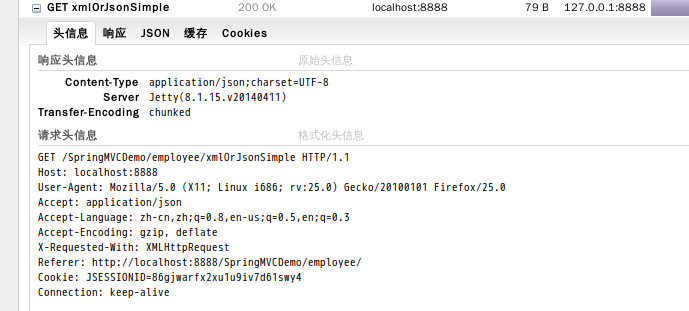 GET xmlOrJsonSimple 200 OK localhost:8888 79 B 127.0.0.1:8888
头信息 响应 JSON 缓存 Cookies
响应头信息 原始头信息
Content-Type application/json;charset=UTF-8
Server Jetty(8.1.15.v20140411)
Transfer-Encoding chunked
请求头信息 格式化头信息
GET /SpringMVCDemo/employee/xmlOrJsonSimple HTTP/1.1
Host: localhost:8888
User-Agent: Mozilla/5.0 (X11; Linux i686; rv:25.0) Gecko/20100101 Firefox/25.0
Accept: application/json
Accept-Language: zh-cn,zh;q=0.8,en-us;q=0.5,en;q=0.3
Accept-Encoding: gzip, deflate
X-Requested-With: XMLHttpRequest
Referer: http://localhost:8888/SpringMVCDemo/employee/
Cookie: JSESSIONID=86gjwarfx2xu1u9iv7d61swy4
Connection: keep-alive